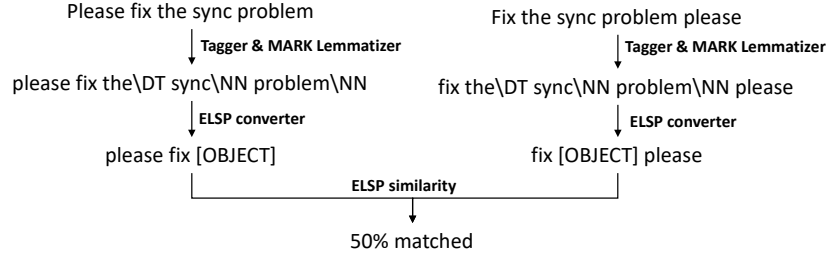 Please fix the sync problem
Fix the sync problem please
Tagger & MARK Lemmatizer
Tagger & MARK Lemmatizer
please fix the\DT sync\NN problem\NN
fix the\DT sync\NN problem\NN please
ELSP converter
ELSP converter
please fix [OBJECT]
fix [OBJECT] please
ELSP similarity
50% matched